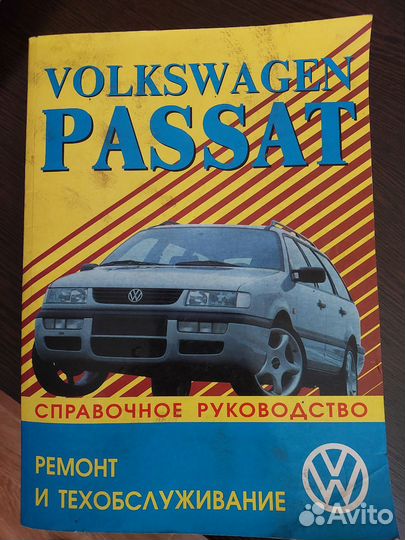 VOLKSWAGEN
PASSAT
СПРАВОЧНОЕ РУКОВОДСТВО
РЕМОНТ
И ТЕХОБСЛУЖИВАНИЕ
Avito